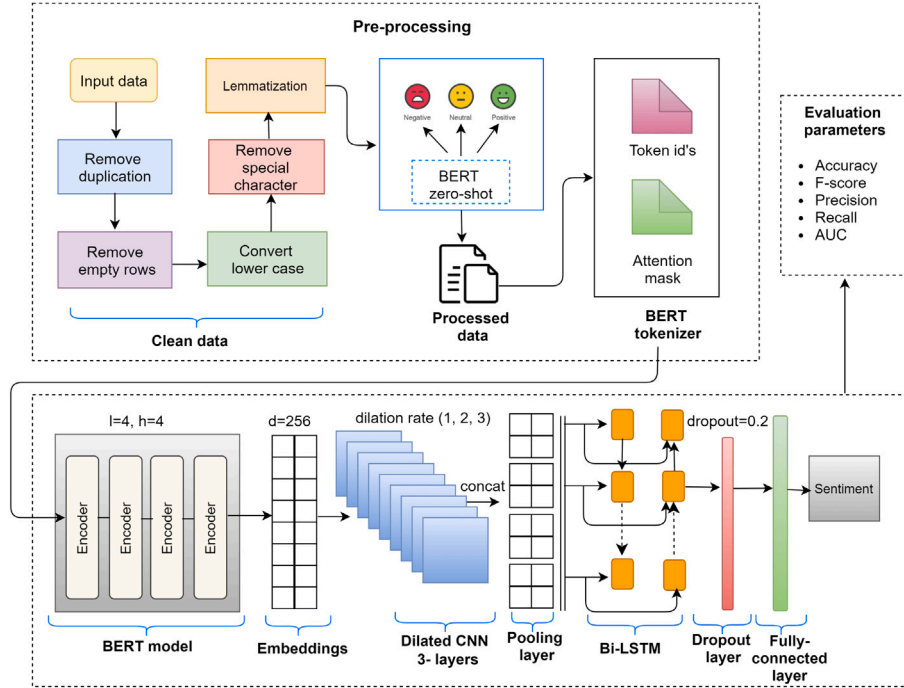 Pre-processing
Input data
Remove
duplication
Remove
empty rows
Convert
lower case
Remove
special
character
Lemmatization
Clean data
Negative
Neutral
Positive
BERT
zero-shot
Processed
data
Token id's
Attention
mask
BERT
tokenizer
Evaluation
parameters
• Accuracy
• F-score
• Precision
• Recall
• AUC
l=4, h=4
Encoder
Encoder
Encoder
Encoder
BERT model
d=256
Embeddings
dilation rate (1, 2, 3)
concat
Dilated CNN
3- layers
Pooling
layer
Bi-LSTM
dropout=0.2
Dropout
layer
Fully-
connected
layer
Sentiment